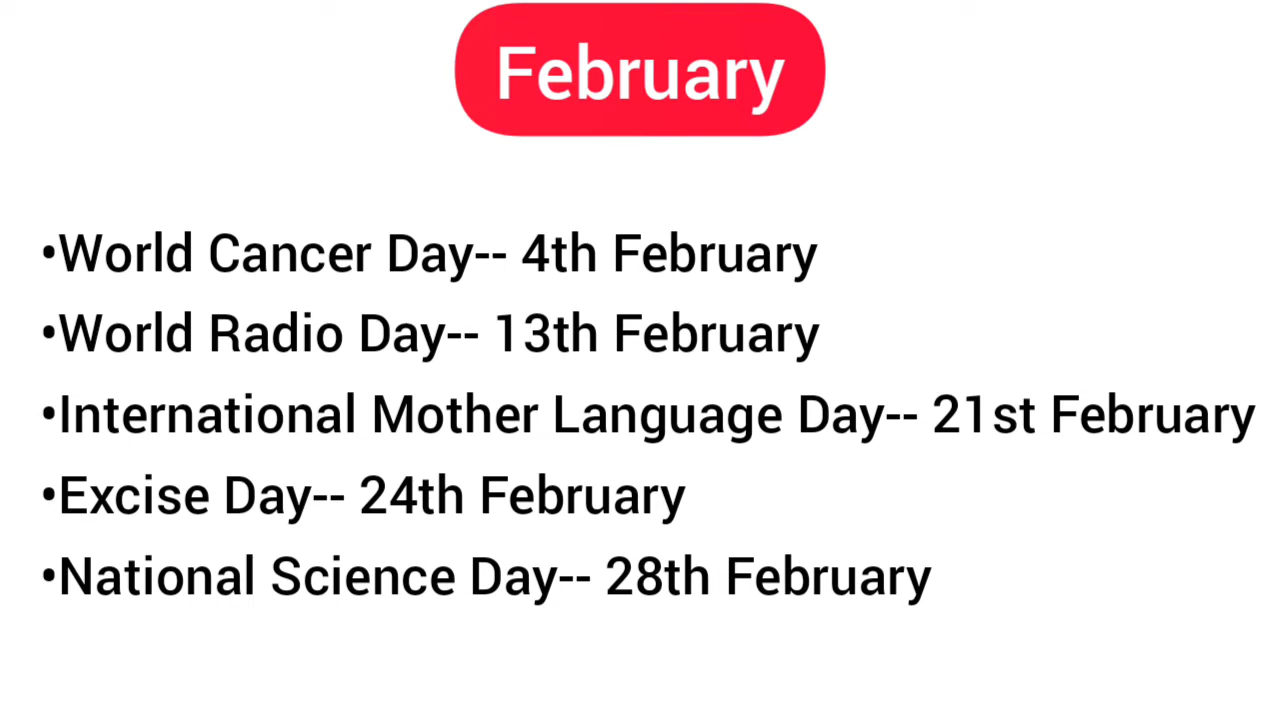 February
•World Cancer Day-- 4th February
•World Radio Day-- 13th February
•International Mother Language Day-- 21st February
•Excise Day-- 24th February
•National Science Day-- 28th February